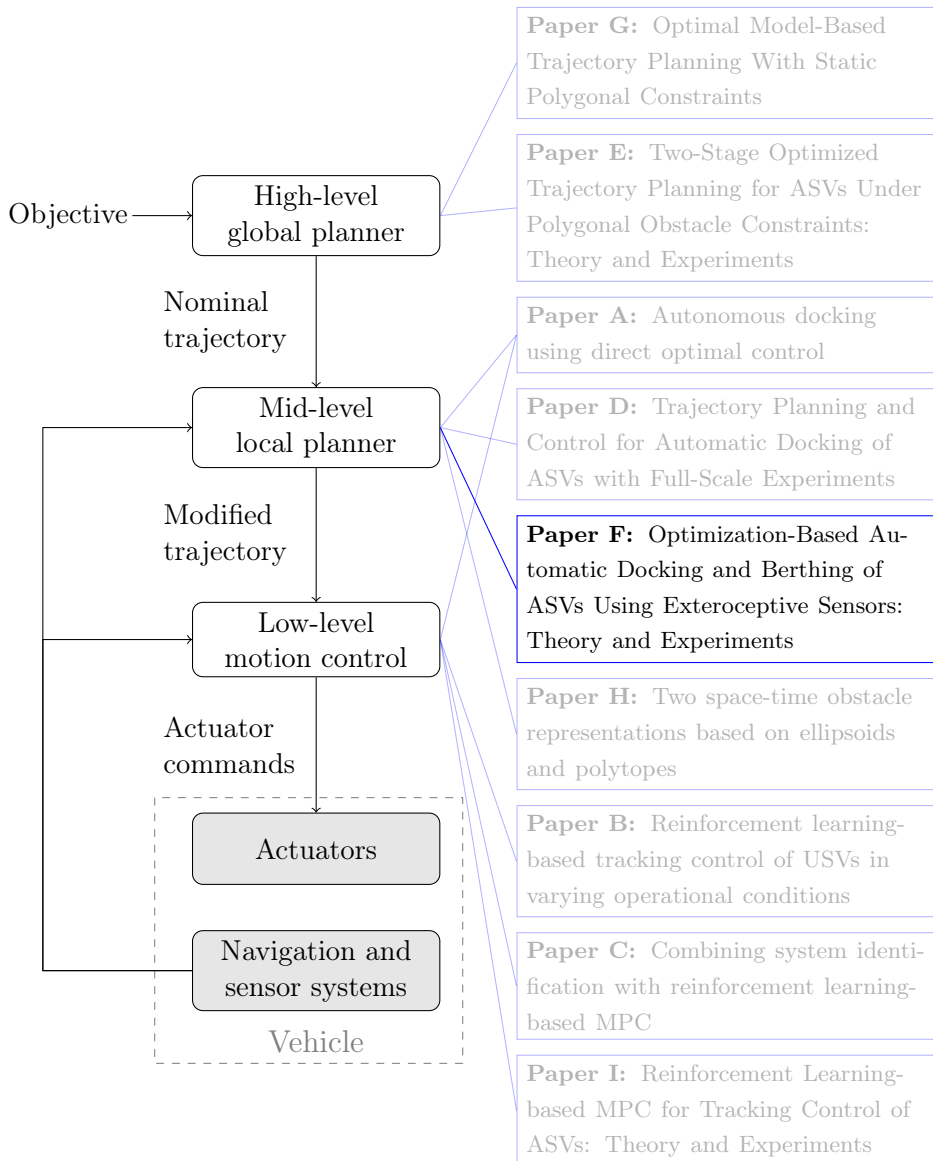 Objective
High-level
global planner
Nominal
trajectory
Mid-level
local planner
Modified
trajectory
Low-level
motion control
Actuator
commands
Actuators
Navigation and
sensor systems
Vehicle
Paper G: Optimal Model-Based
Trajectory Planning With Static
Polygonal Constraints
Paper E: Two-Stage Optimized
Trajectory Planning for ASVs Under
Polygonal Obstacle Constraints:
Theory and Experiments
Paper A: Autonomous docking
using direct optimal control
Paper D: Trajectory Planning and
Control for Automatic Docking of
ASVs with Full-Scale Experiments
Paper F: Optimization-Based Au-
tomatic Docking and Berthing of
ASVs Using Exteroceptive Sensors:
Theory and Experiments
Paper H: Two space-time obstacle
representations based on ellipsoids
and polytopes
Paper B: Reinforcement learning-
based tracking control of USVs in
varying operational conditions
Paper C: Combining system identi-
fication with reinforcement learning-
based MPC
Paper I: Reinforcement Learning-
based MPC for Tracking Control of
ASVs: Theory and Experiments